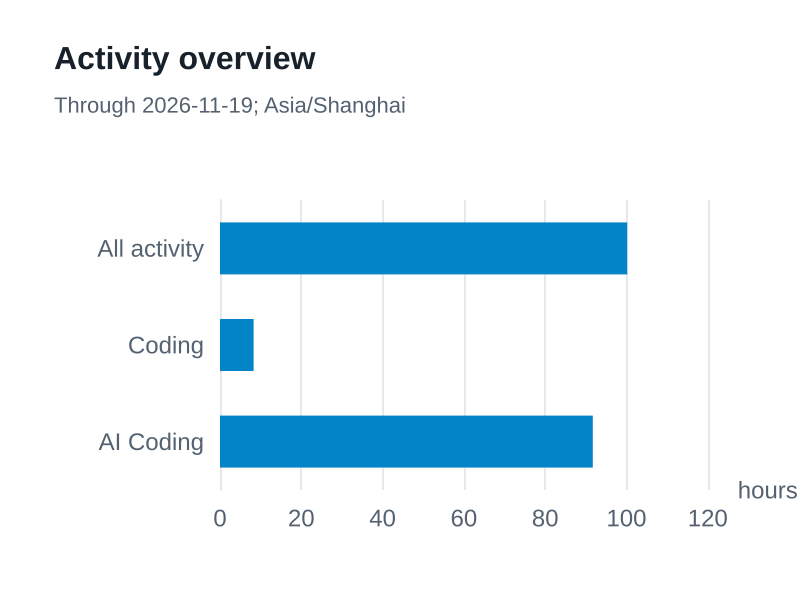 Activity overview
Through 2026-11-19; Asia/Shanghai
All activity
Coding
AI Coding
hours
0 20 40 60 80 100 120